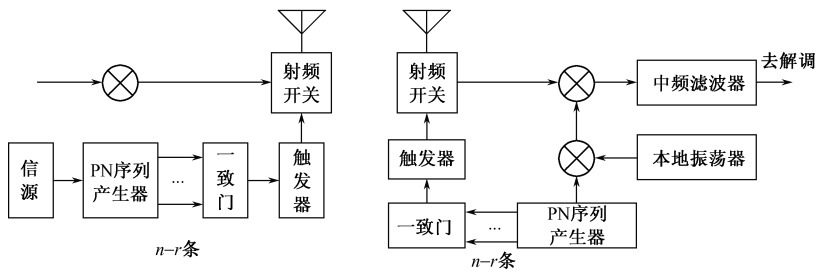 射频
开关
信
源
PN序列
产生器
...
一
致
门
触
发
器
n–r条
射频
开关
中频滤波器
去解调
触发器
本地振荡器
一致门
...
PN序列
产生器
n–r条